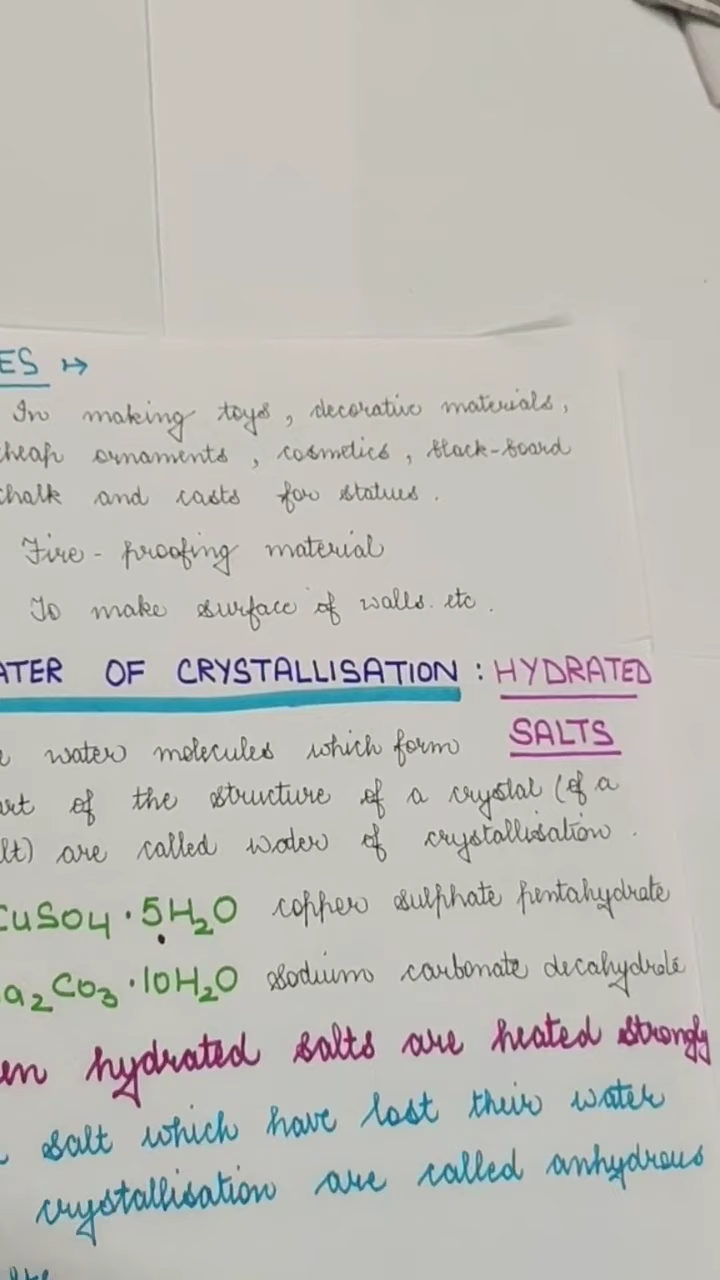 ES ↦
In making toys, decorative materials,
heap ornaments, cosmetics, black-board
chalk and casts for statues.
Fire-proofing material
To make surface of walls. etc.
ATER OF CRYSTALLISATION : HYDRATED
SALTS
e water molecules which form
art of the structure of a crystal (of a
lt) are called water of crystallisation.
CuSO4·5H₂O copper sulphate pentahydrate
a₂CO₃·10H₂O sodium carbonate decahydrate
en hydrated salts are heated strongly
salt which have lost their water
crystallisation are called anhydrous